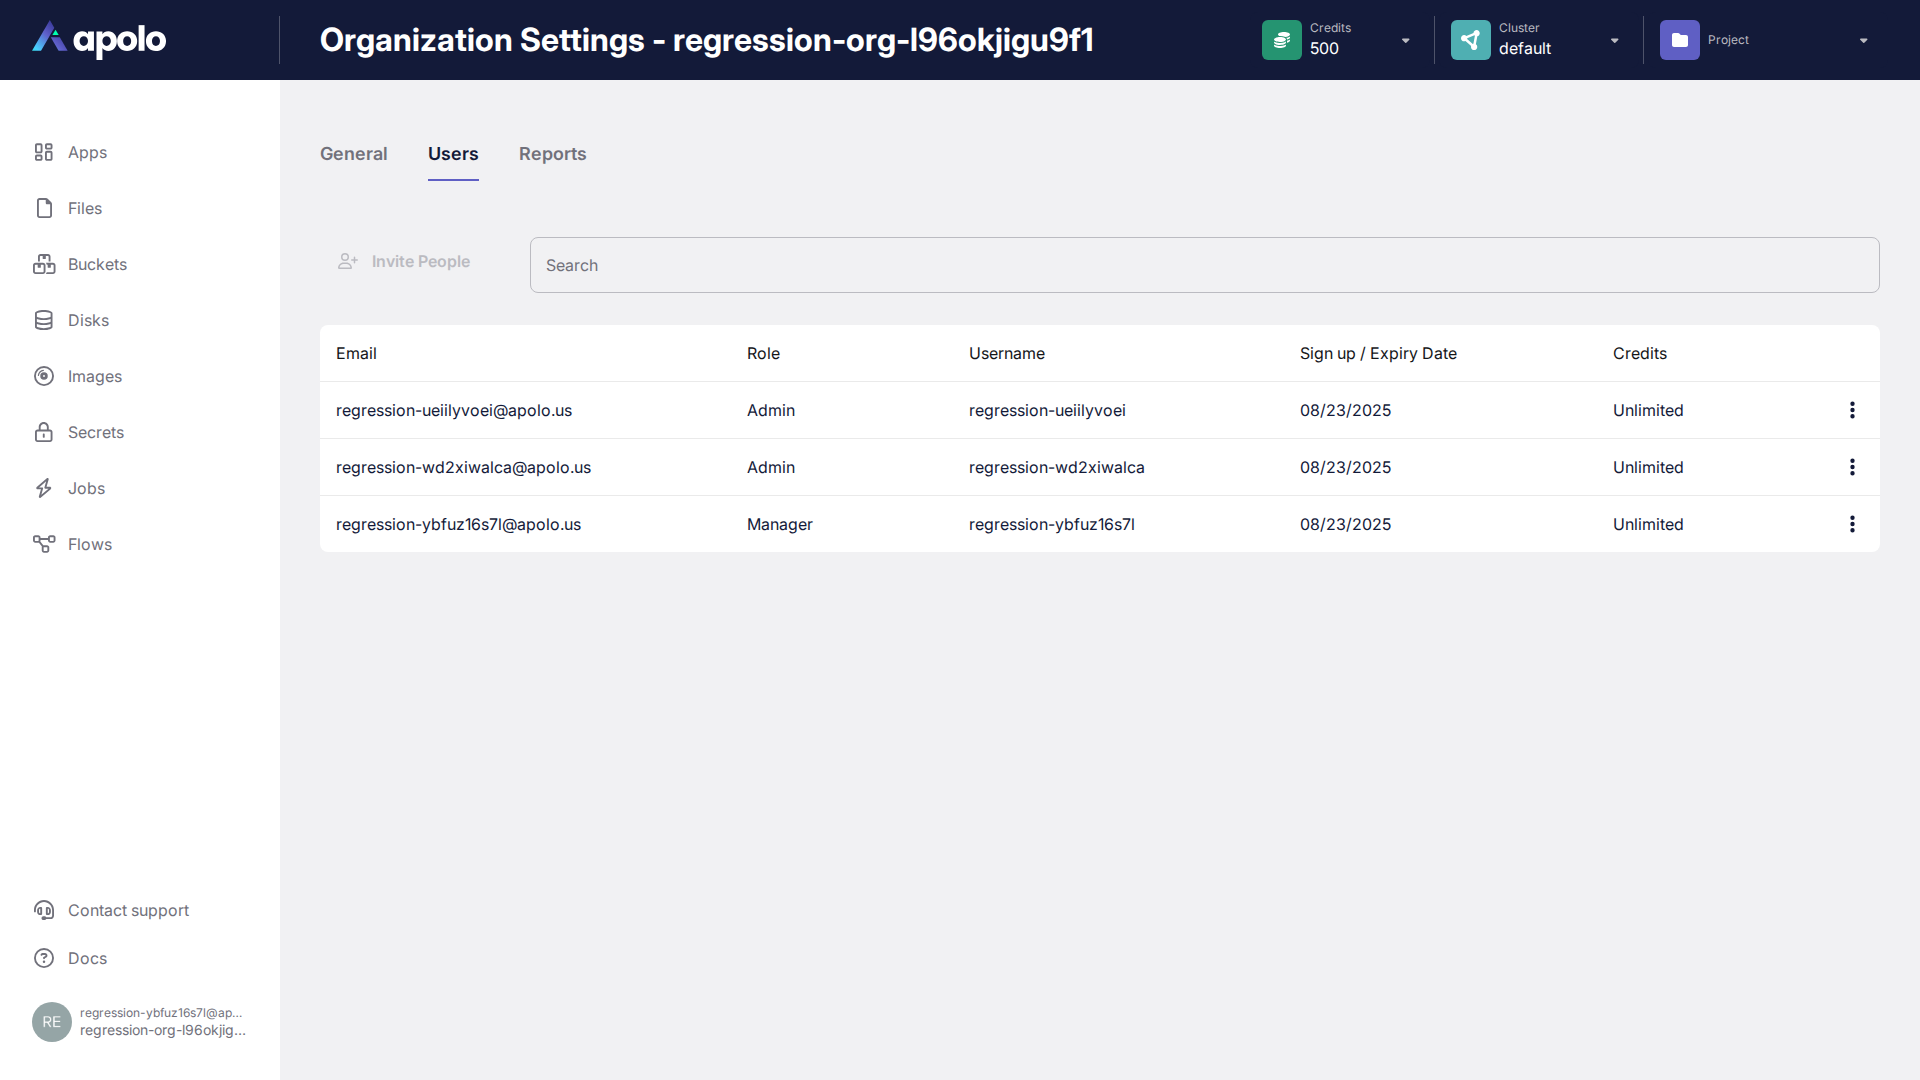 apolo
Organization Settings - regression-org-l96okjigu9f1
Credits
500
Cluster
default
Project
Apps
Files
Buckets
Disks
Images
Secrets
Jobs
Flows
Contact support
Docs
RE
regression-ybfuz16s7l@ap...
regression-org-l96okjig...
General Users Reports
Invite People
Search
Email Role Username Sign up / Expiry Date Credits
regression-ueiilyvoei@apolo.us Admin regression-ueiilyvoei 08/23/2025 Unlimited
regression-wd2xiwalca@apolo.us Admin regression-wd2xiwalca 08/23/2025 Unlimited
regression-ybfuz16s7l@apolo.us Manager regression-ybfuz16s7l 08/23/2025 Unlimited